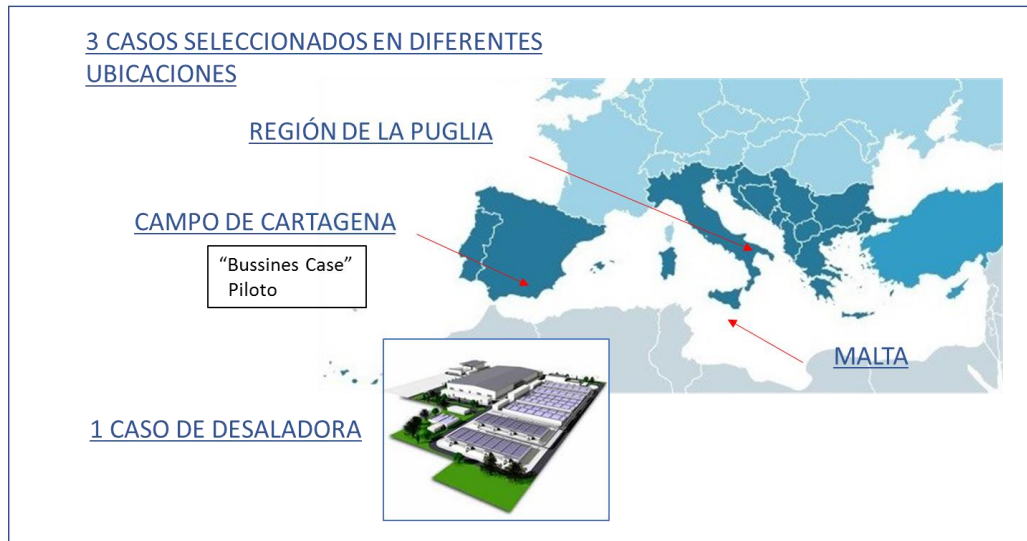 3 CASOS SELECCIONADOS EN DIFERENTES
UBICACIONES
REGIÓN DE LA PUGLIA
CAMPO DE CARTAGENA
“Bussines Case”
Piloto
MALTA
1 CASO DE DESALADORA